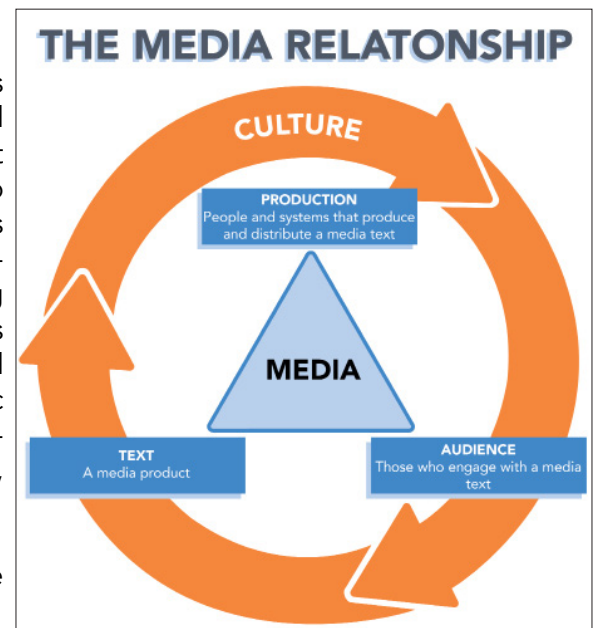 THE MEDIA RELATONSHIP
CULTURE
PRODUCTION
People and systems that produce
and distribute a media text
MEDIA
TEXT
A media product
AUDIENCE
Those who engage with a media
text